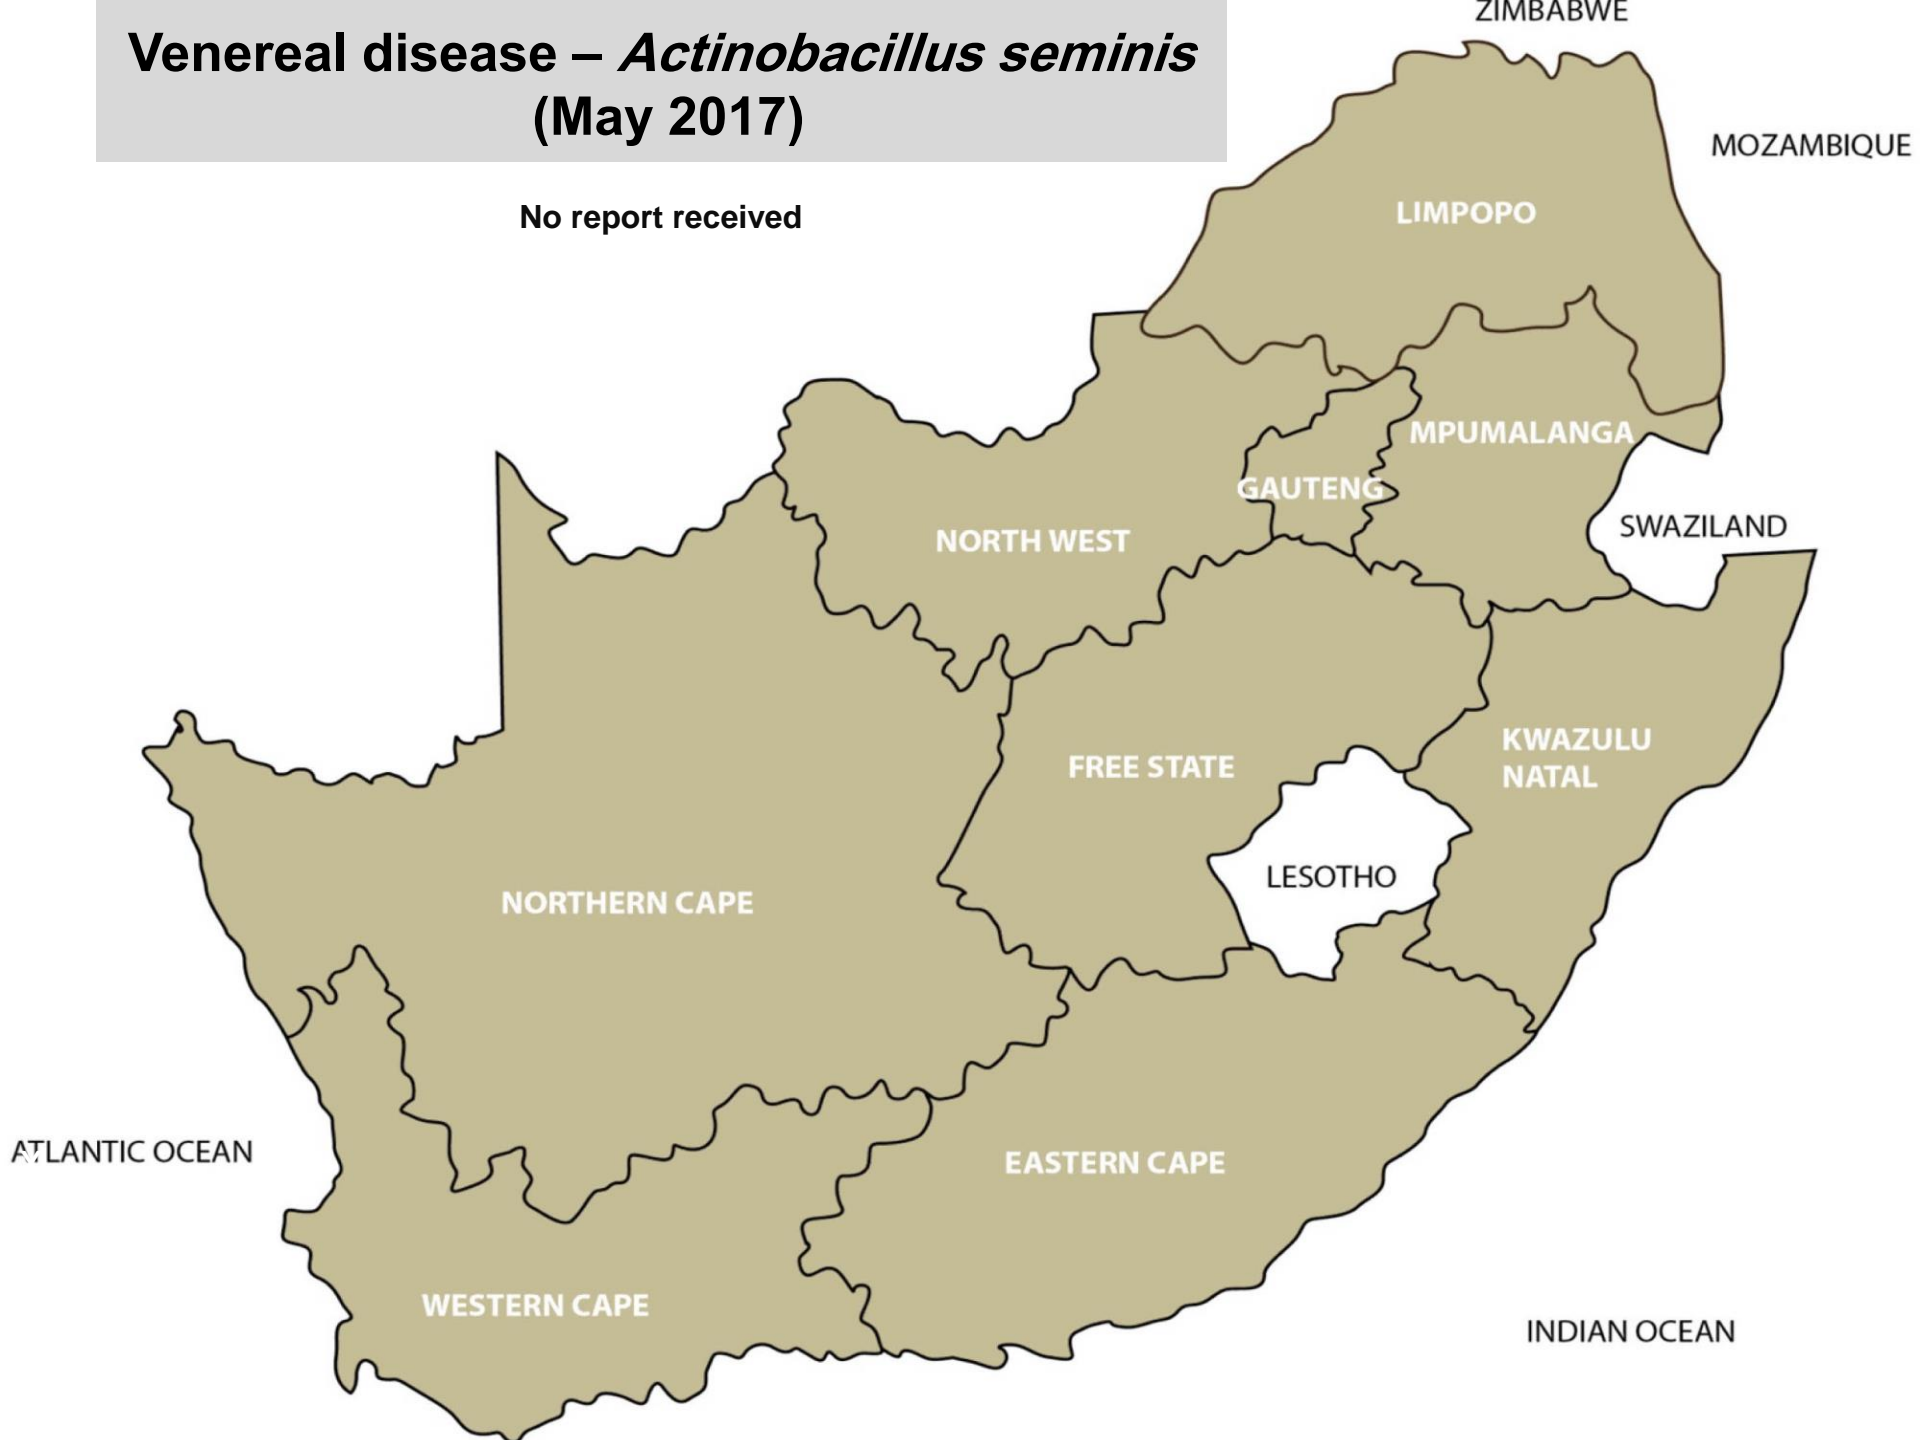 Venereal disease – Actinobacillus seminis
(May 2017)
No report received
ZIMBABWE
MOZAMBIQUE
LIMPOPO
MPUMALANGA
GAUTENG
SWAZILAND
NORTH WEST
KWAZULU
NATAL
FREE STATE
LESOTHO
NORTHERN CAPE
ATLANTIC OCEAN
EASTERN CAPE
WESTERN CAPE
INDIAN OCEAN